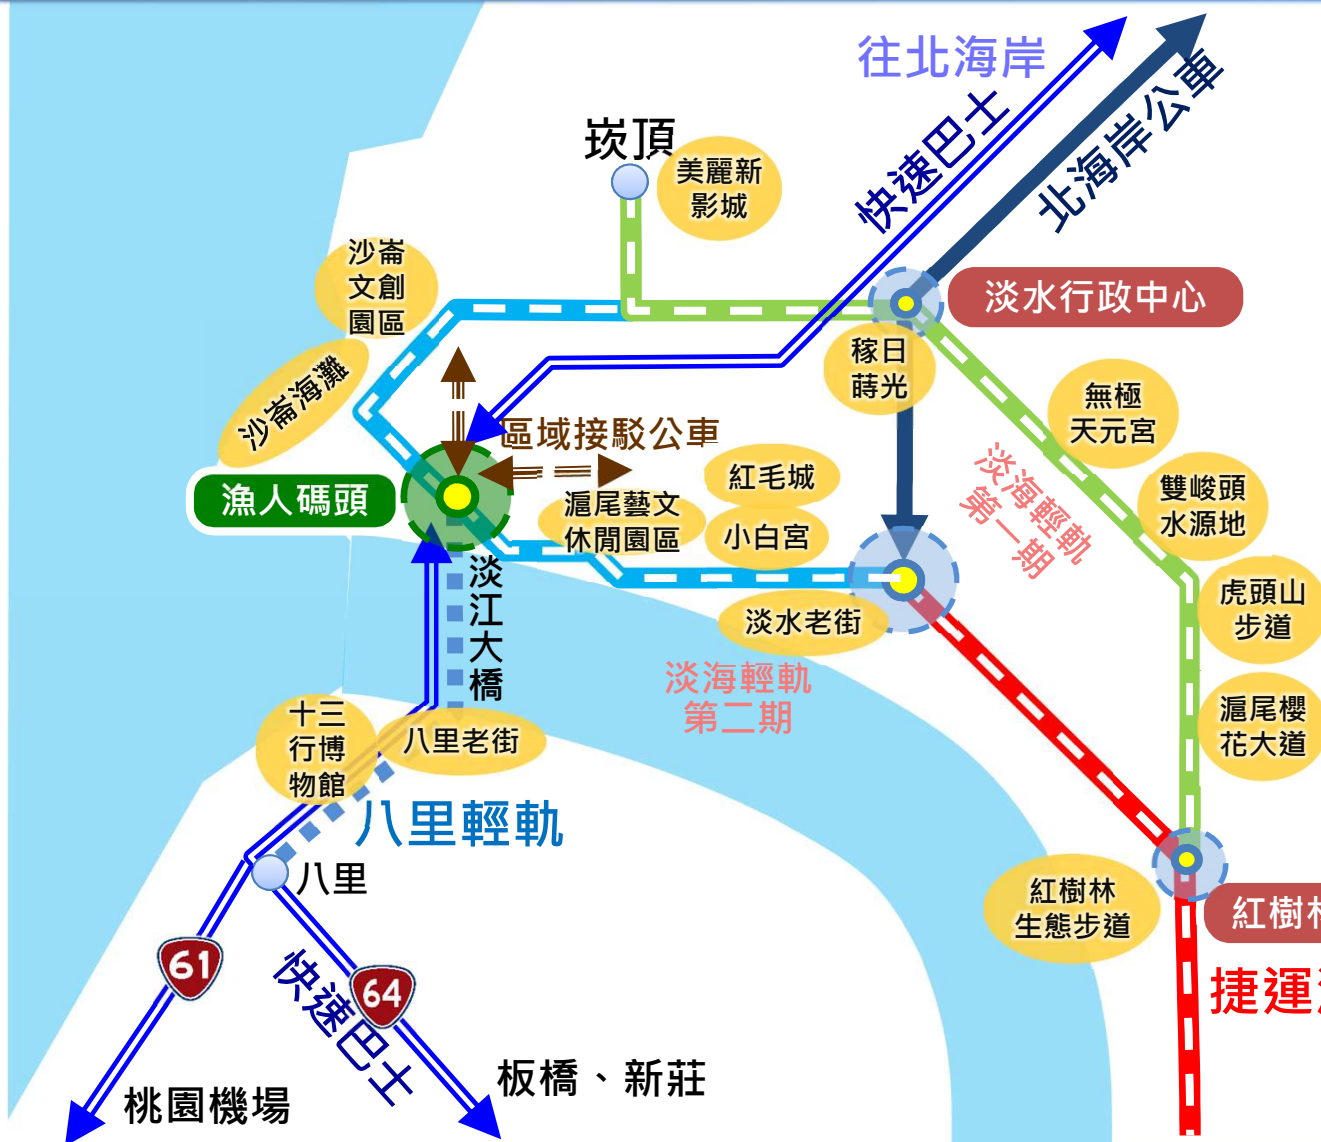 往北海岸
快速巴士
北海岸公車
崁頂
美麗新
影城
沙崙
文創
園區
淡水行政中心
稼日
蒔光
沙崙海灘
無極
天元宮
區域接駁公車
淡海輕軌
第一期
漁人碼頭
紅毛城
滬尾藝文
休閒園區
小白宮
雙峻頭
水源地
淡江大橋
虎頭山
步道
淡水老街
淡海輕軌
第二期
十三
行博
物館
八里老街
滬尾櫻
花大道
八里輕軌
八里
紅樹林
生態步道
紅樹
捷運
61
64
快速巴士
桃園機場
板橋、新莊